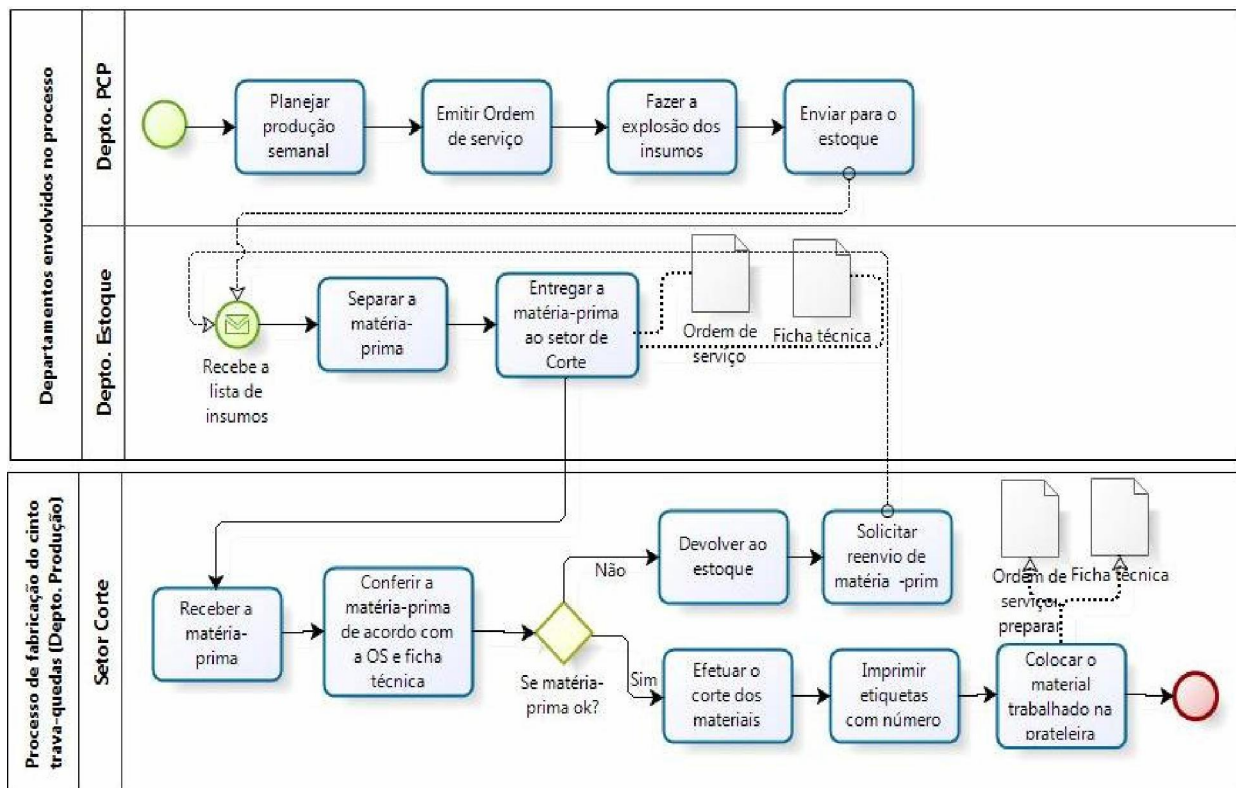 Departamentos envolvidos no processo
Depto. PCP
Planejar
produção
semanal
Emitir Ordem
de serviço
Fazer a
explosão dos
insumos
Enviar para o
estoque
Depto. Estoque
Recebe a
lista de
insumos
Separar a
matéria-
prima
Entregar a
matéria-prima
ao setor de
Corte
Ordem de
serviço
Ficha técnica
Processo de fabricação do cinto
trava-quedas (Depto. Produção)
Setor Corte
Receber a
matéria-
prima
Conferir a
matéria-prima
de acordo com
a OS e ficha
técnica
Se matéria-
prima ok?
Não
Devolver ao
estoque
Solicitar
reenvio de
matéria -prim
Sim
Efetuar o
corte dos
materiais
Imprimir
etiquetas
com número
Colocar o
material
trabalhado na
prateleira
Ordem de
preparar
Ficha técnica